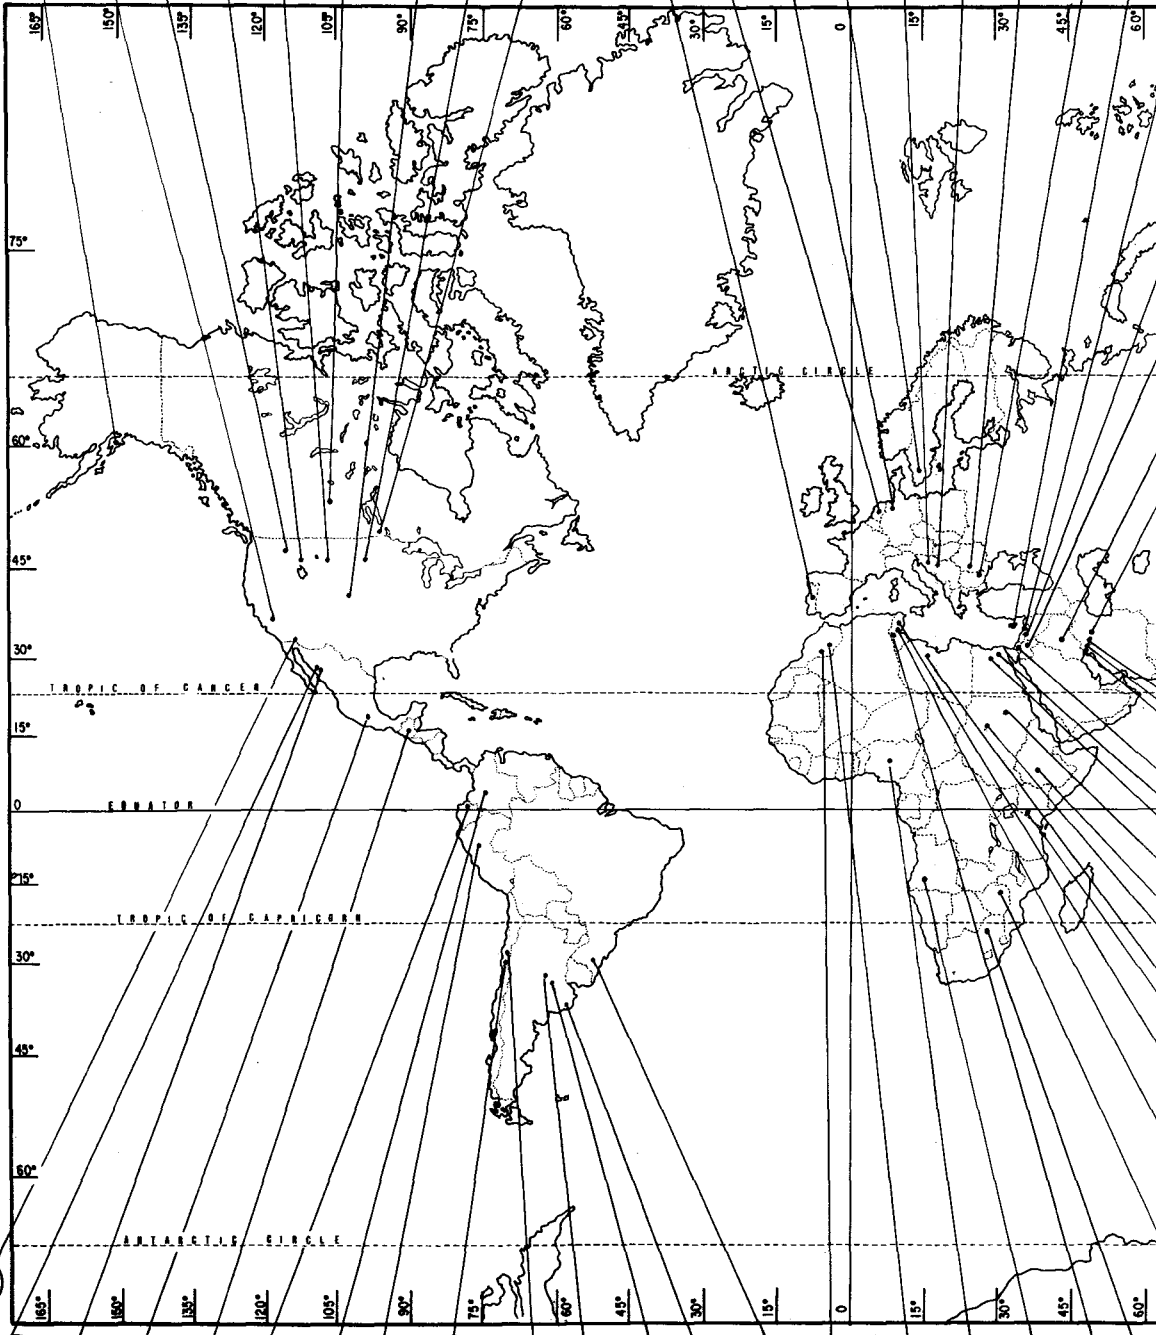 165° 150° 135° 120° 105° 90° 75° 60° 45° 30° 15° 0 15° 30° 45° 60°
75°
ARCTIC CIRCLE
60°
45°
30°
TROPIC OF CANCER
15°
0 EQUATOR
15°
TROPIC OF CAPRICORN
30°
45°
60°
ANTARCTIC CIRCLE
165° 150° 135° 120° 105° 90° 75° 60° 45° 30° 15° 0 15° 30° 45° 60°